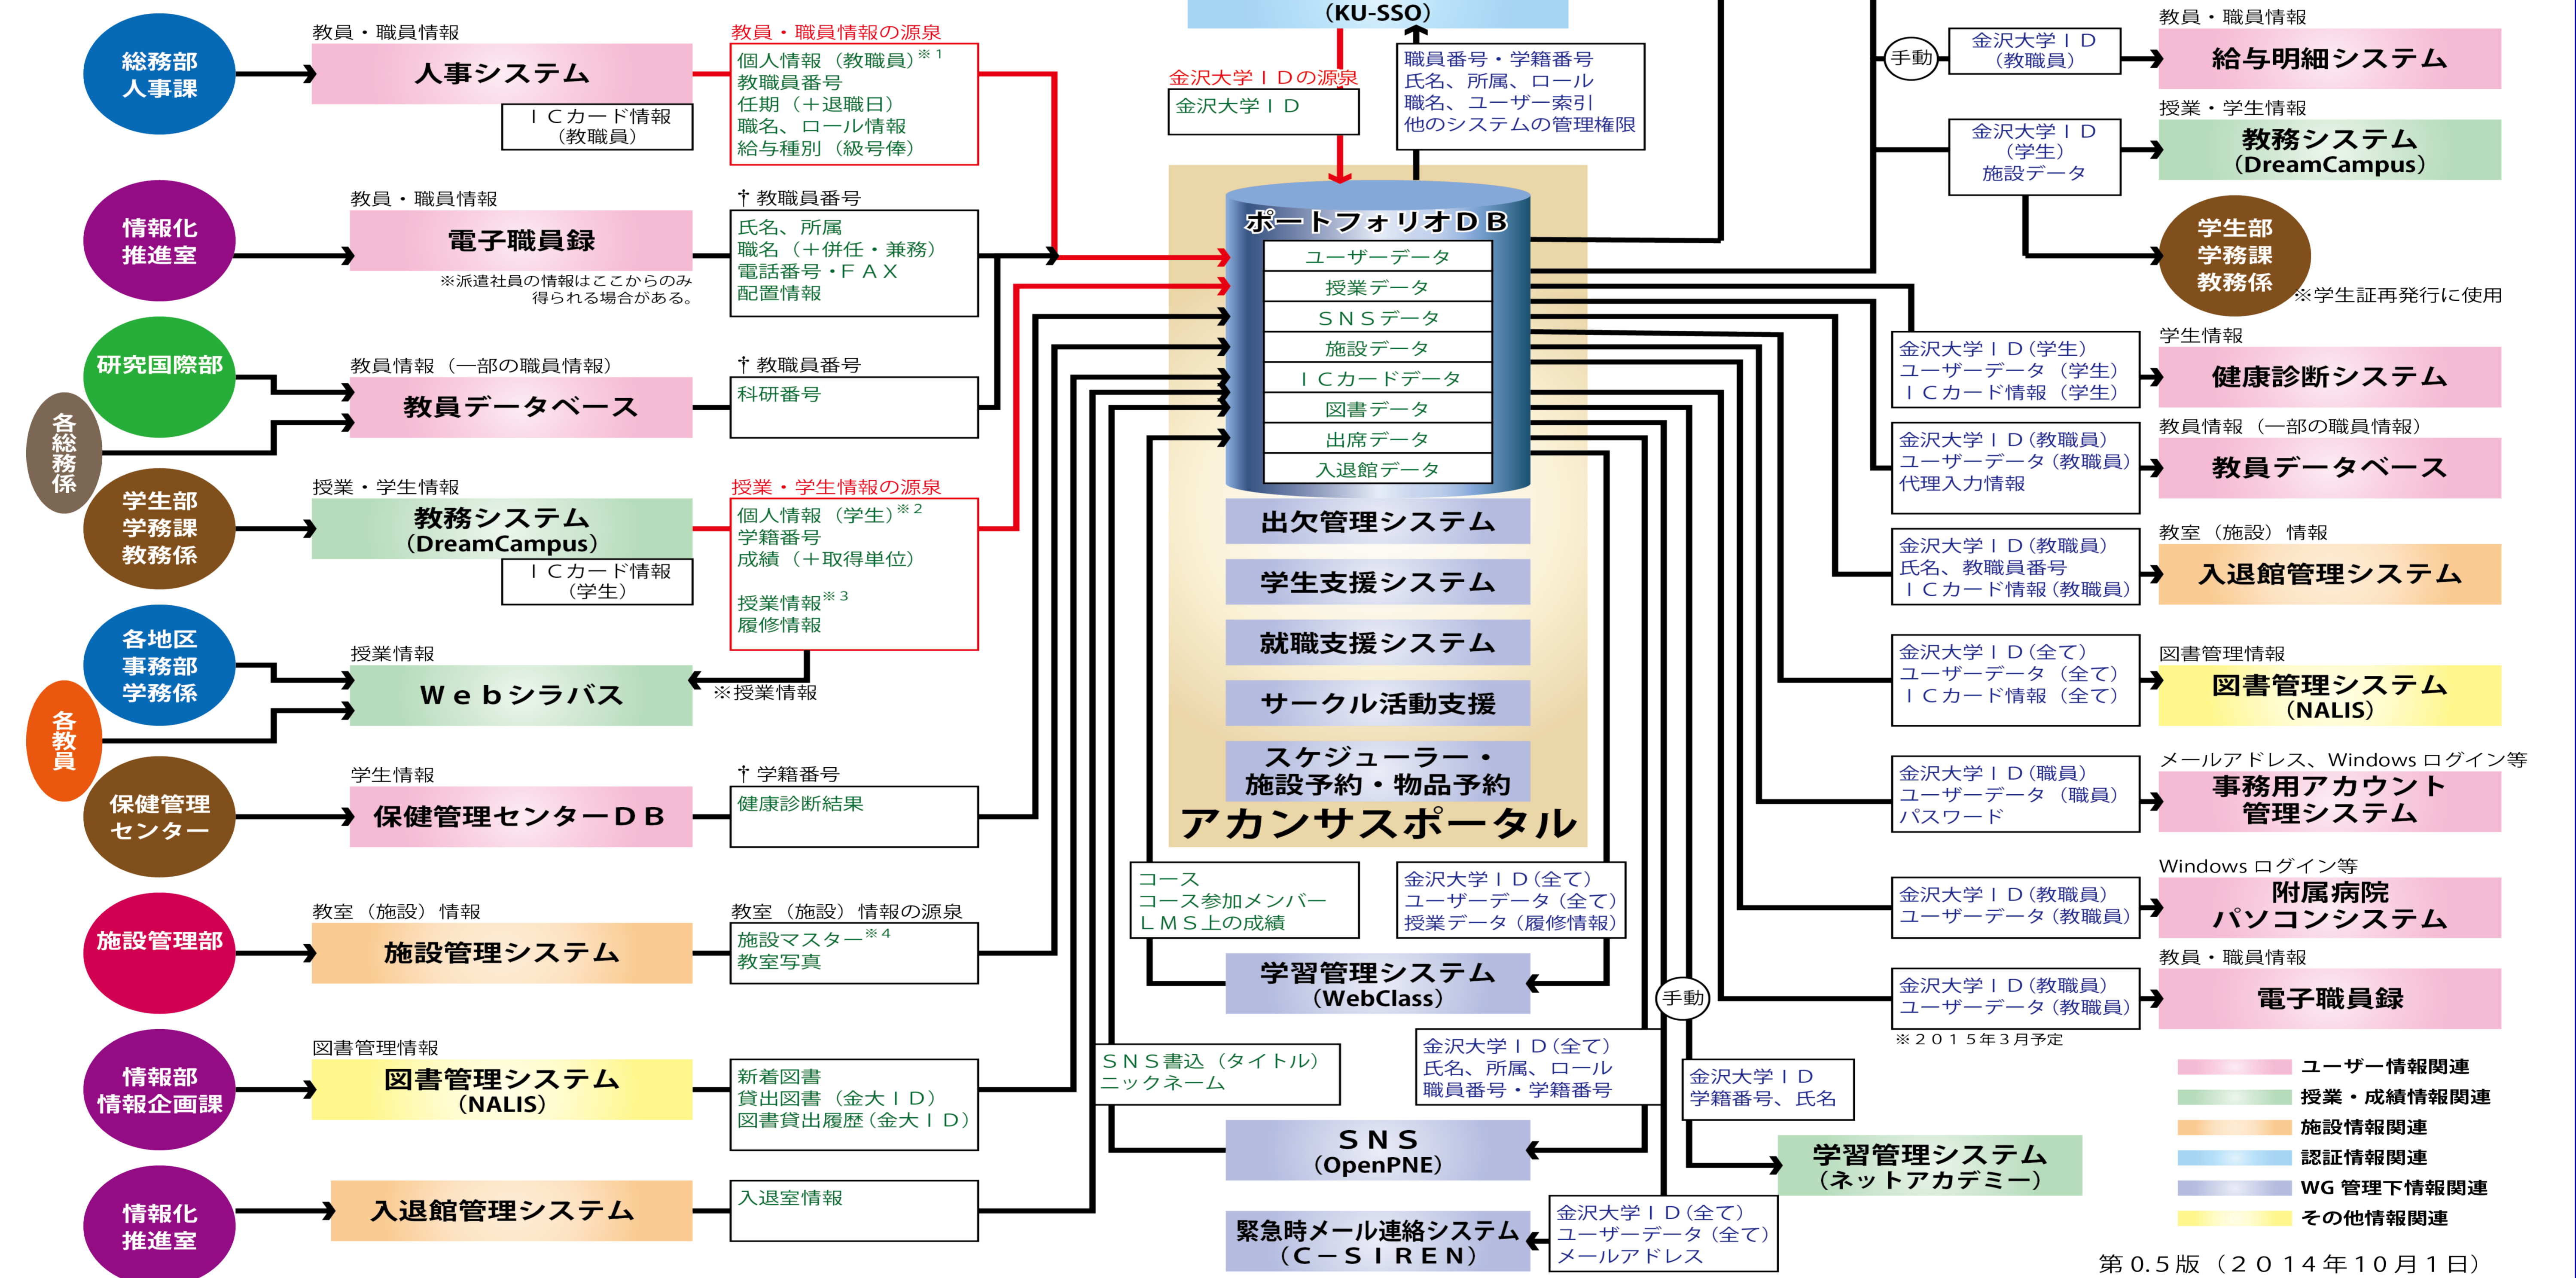 総務部
人事課
教員・職員情報
人事システム
ICカード情報
(教職員)
教員・職員情報の源泉
個人情報(教職員)※1
教職員番号
任期(+退職日)
職名、ロール情報
給与種別(級号俸)
情報化
推進室
教員・職員情報
電子職員録
※派遣社員の情報はここからのみ
得られる場合がある。
† 教職員番号
氏名、所属
職名(+併任・兼務)
電話番号・FAX
配置情報
研究国際部
各総務係
教員情報(一部の職員情報)
教員データベース
† 教職員番号
科研番号
学生部
学務課
教務係
授業・学生情報
教務システム
(DreamCampus)
ICカード情報
(学生)
授業・学生情報の源泉
個人情報(学生)※2
学籍番号
成績(+取得単位)
授業情報※3
履修情報
各地区
事務部
学務係
各教員
授業情報
Webシラバス
※授業情報
保健管理
センター
学生情報
保健管理センターDB
† 学籍番号
健康診断結果
施設管理部
教室(施設)情報
施設管理システム
教室(施設)情報の源泉
施設マスター※4
教室写真
情報部
情報企画課
図書管理情報
図書管理システム
(NALIS)
新着図書
貸出図書(金大ID)
図書貸出履歴(金大ID)
情報化
推進室
入退館管理システム
入退室情報
(KU-SSO)
金沢大学IDの源泉
金沢大学ID
職員番号・学籍番号
氏名、所属、ロール
職名、ユーザー索引
他のシステムの管理権限
ポートフォリオDB
ユーザーデータ
授業データ
SNSデータ
施設データ
ICカードデータ
図書データ
出席データ
入退館データ
出欠管理システム
学生支援システム
就職支援システム
サークル活動支援
スケジューラー・
施設予約・物品予約
アカンサスポータル
コース
コース参加メンバー
LMS上の成績
金沢大学ID(全て)
ユーザーデータ(全て)
授業データ(履修情報)
学習管理システム
(WebClass)
SNS書込(タイトル)
ニックネーム
金沢大学ID(全て)
氏名、所属、ロール
職員番号・学籍番号
SNS
(OpenPNE)
緊急時メール連絡システム
(C-SIREN)
金沢大学ID(全て)
ユーザーデータ(全て)
メールアドレス
手動
金沢大学ID
学籍番号、氏名
学習管理システム
(ネットアカデミー)
手動
金沢大学ID
(教職員)
教員・職員情報
給与明細システム
金沢大学ID
(学生)
施設データ
授業・学生情報
教務システム
(DreamCampus)
学生部
学務課
教務係
※学生証再発行に使用
金沢大学ID(学生)
ユーザーデータ(学生)
ICカード情報(学生)
学生情報
健康診断システム
金沢大学ID(教職員)
ユーザーデータ(教職員)
代理入力情報
教員情報(一部の職員情報)
教員データベース
金沢大学ID(教職員)
氏名、教職員番号
ICカード情報(教職員)
教室(施設)情報
入退館管理システム
金沢大学ID(全て)
ユーザーデータ(全て)
ICカード情報(全て)
図書管理情報
図書管理システム
(NALIS)
金沢大学ID(職員)
ユーザーデータ(職員)
パスワード
メールアドレス、Windows ログイン等
事務用アカウント
管理システム
金沢大学ID(教職員)
ユーザーデータ(教職員)
Windows ログイン等
附属病院
パソコンシステム
金沢大学ID(教職員)
ユーザーデータ(教職員)
※2015年3月予定
教員・職員情報
電子職員録
ユーザー情報関連
授業・成績情報関連
施設情報関連
認証情報関連
WG 管理下情報関連
その他情報関連
第0.5版(2014年10月1日)